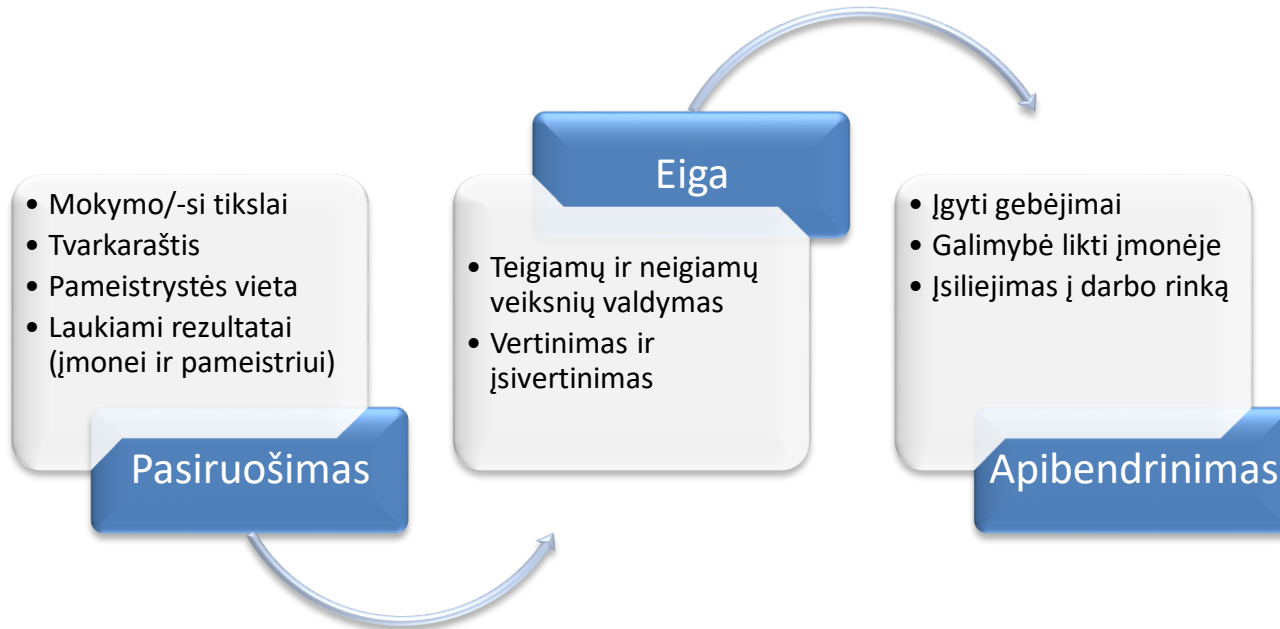 • Mokymo/-si tikslai
• Tvarkaraštis
• Pameistrystės vieta
• Laukiami rezultatai
(įmonei ir pameistriui)
Pasiruošimas
Eiga
• Teigiamų ir neigiamų
veiksnių valdymas
• Vertinimas ir
įsivertinimas
• Įgyti gebėjimai
• Galimybė likti įmonėje
• Įsiliejimas į darbo rinką
Apibendrinimas